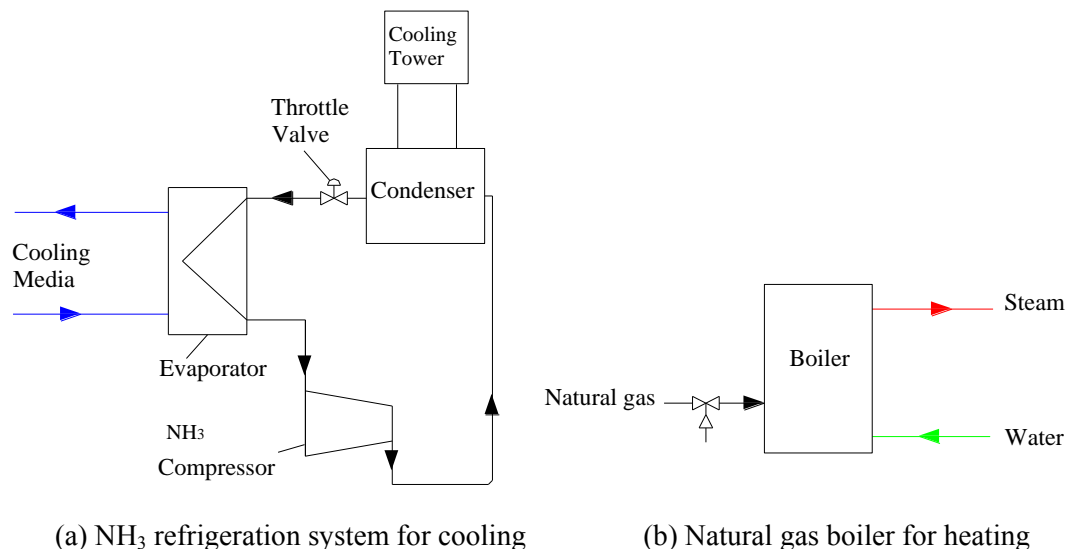 Cooling
Tower
Throttle
Valve
Condenser
Cooling
Media
Evaporator
NH3
Compressor
Steam
Boiler
Natural gas
Water
(a) NH3 refrigeration system for cooling
(b) Natural gas boiler for heating